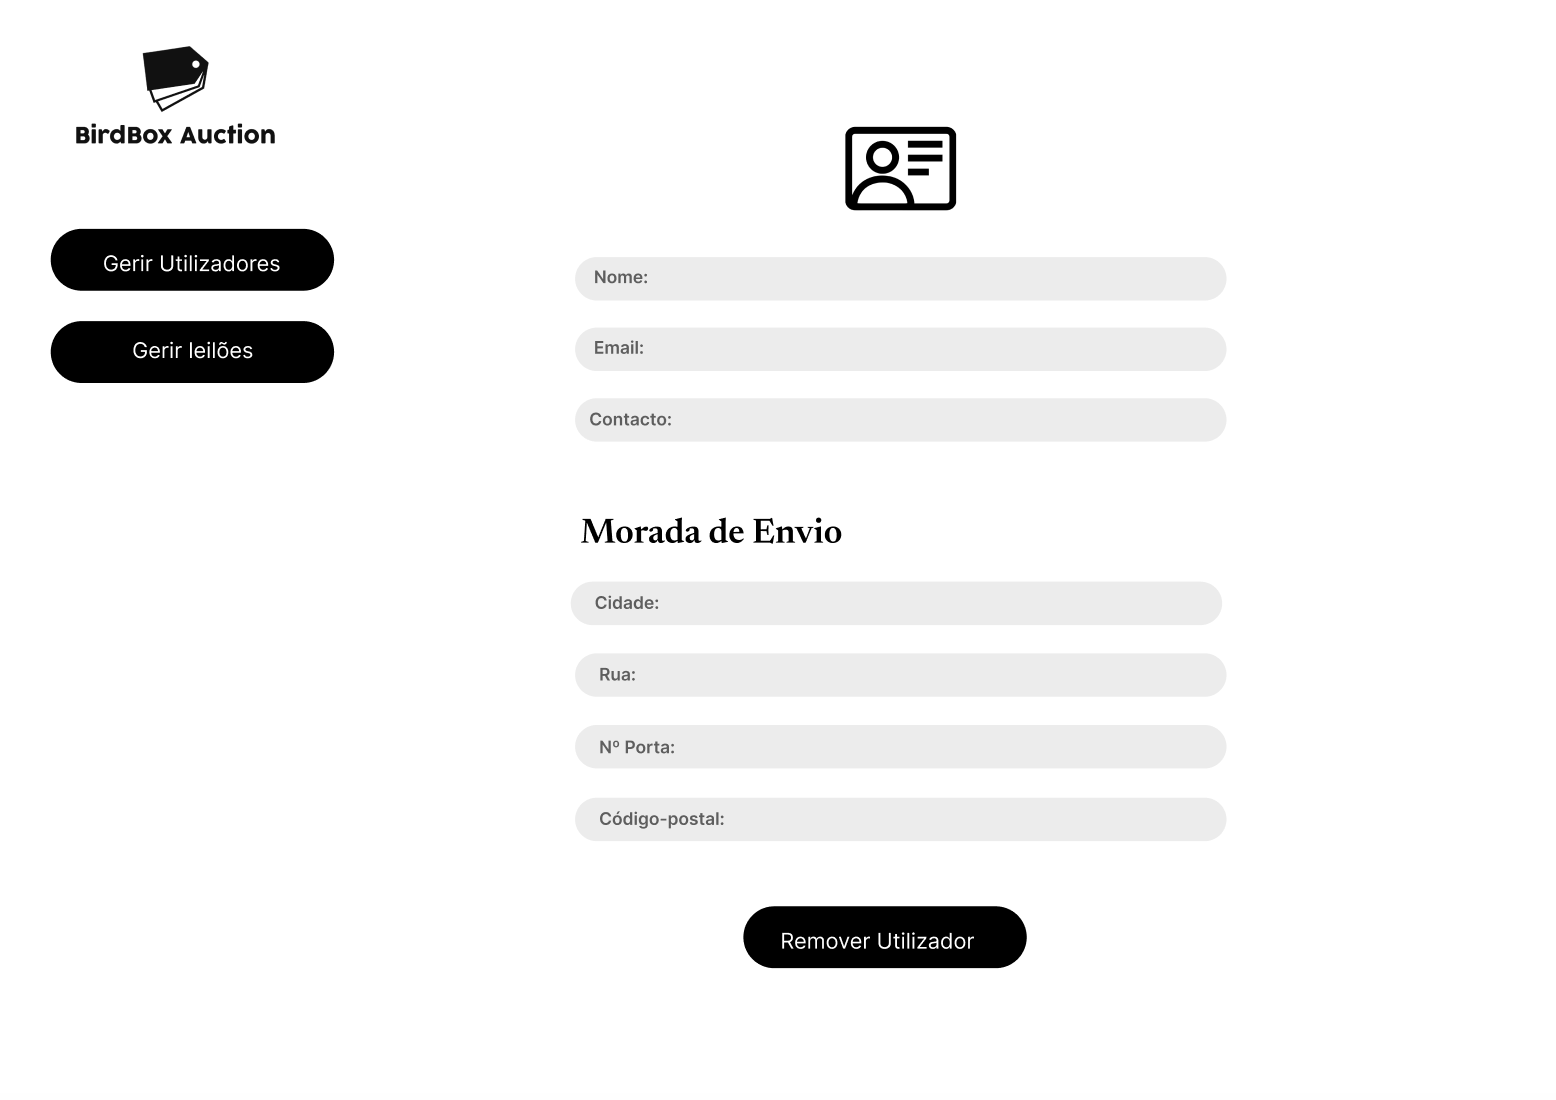 BirdBox Auction
Gerir Utilizadores
Gerir leilões
Nome:
Email:
Contacto:
Morada de Envio
Cidade:
Rua:
Nº Porta:
Código-postal:
Remover Utilizador